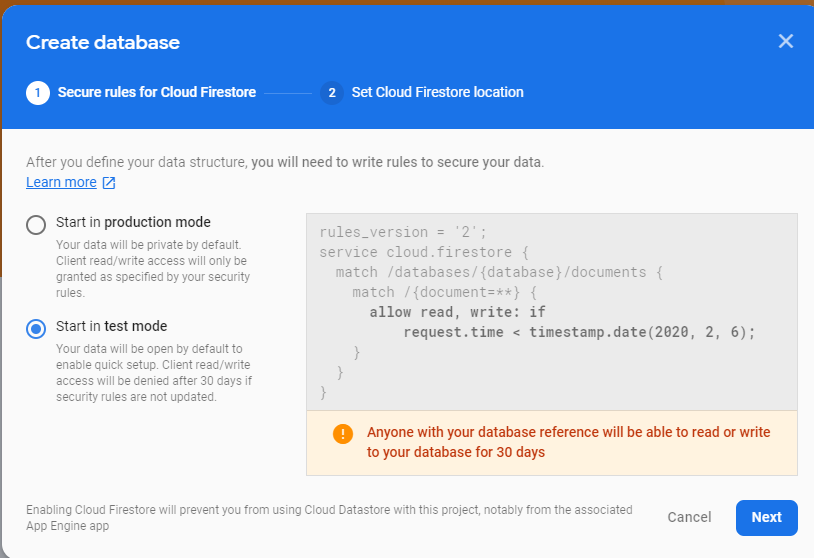 Create database
1 Secure rules for Cloud Firestore 2 Set Cloud Firestore location
After you define your data structure, you will need to write rules to secure your data.
Learn more
Start in production mode
Your data will be private by default.
Client read/write access will only be
granted as specified by your security
rules.
Start in test mode
Your data will be open by default to
enable quick setup. Client read/write
access will be denied after 30 days if
security rules are not updated.
rules_version = '2';
service cloud.firestore {
  match /databases/{database}/documents {
    match /{document=**} {
      allow read, write: if
          request.time < timestamp.date(2020, 2, 6);
    }
  }
}
Anyone with your database reference will be able to read or write
to your database for 30 days
Enabling Cloud Firestore will prevent you from using Cloud Datastore with this project, notably from the associated
App Engine app
Cancel Next